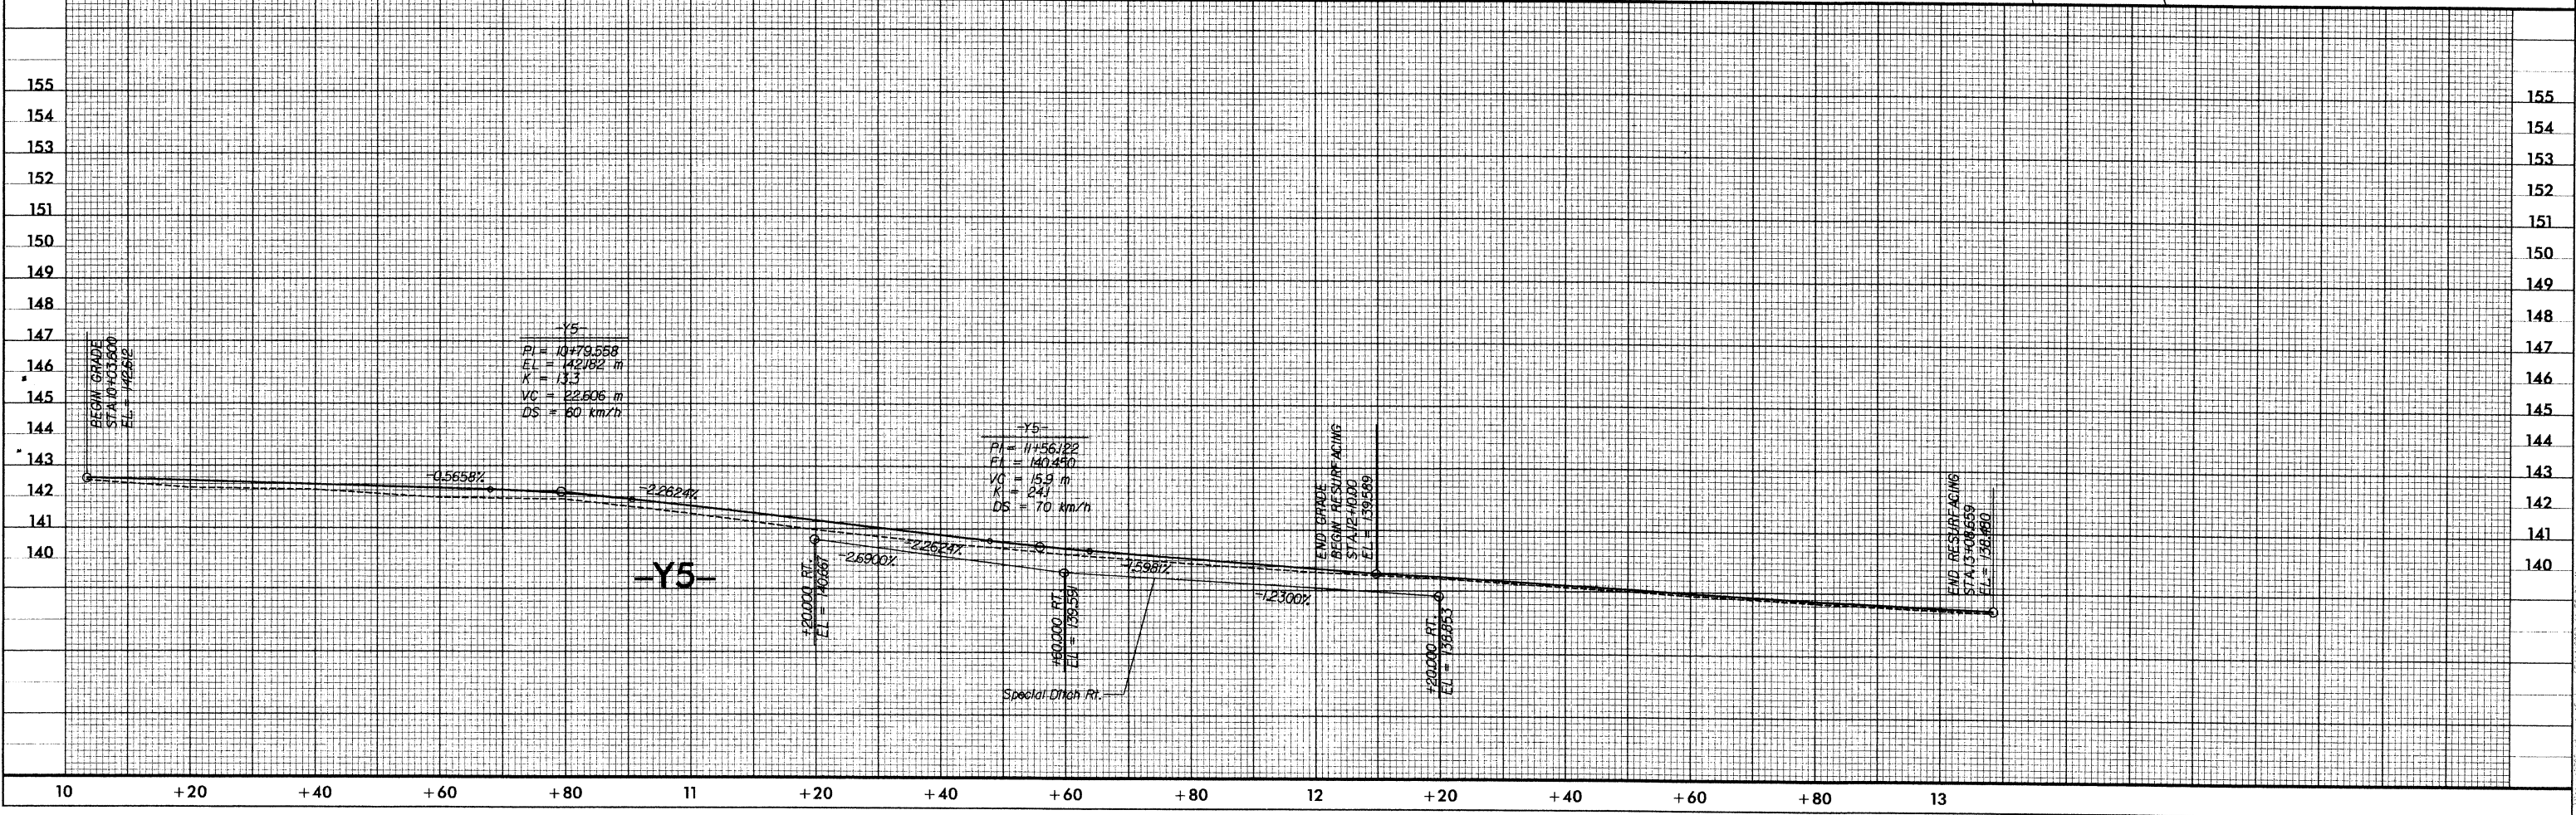 155
154
153
152
151
150
149
148
147
146
145
144
143
142
141
140
BEGIN GRADE
STA.10+03.600
EL = 142.612
-0.5658%
-Y5-
PI = 10+79.558
EL = 142.182 m
K = 13.3
VC = 22.606 m
DS = 60 km/h
-2.2624%
-Y5-
+20.000 RT.
EL = 140.667
-2.6900%
-2.2624%
-Y5-
PI = 11+56.122
EL = 140.450
VC = 15.9 m
K = 24.1
DS = 70 km/h
+60.000 RT.
EL = 139.591
Special Ditch Rt.
-1.5981%
-1.2300%
END GRADE
BEGIN RESURFACING
STA.12+10.00
EL = 139.589
+20.000 RT.
EL = 138.853
END RESURFACING
STA.13+08.659
EL = 138.480
155
154
153
152
151
150
149
148
147
146
145
144
143
142
141
140
10 +20 +40 +60 +80 11 +20 +40 +60 +80 12 +20 +40 +60 +80 13